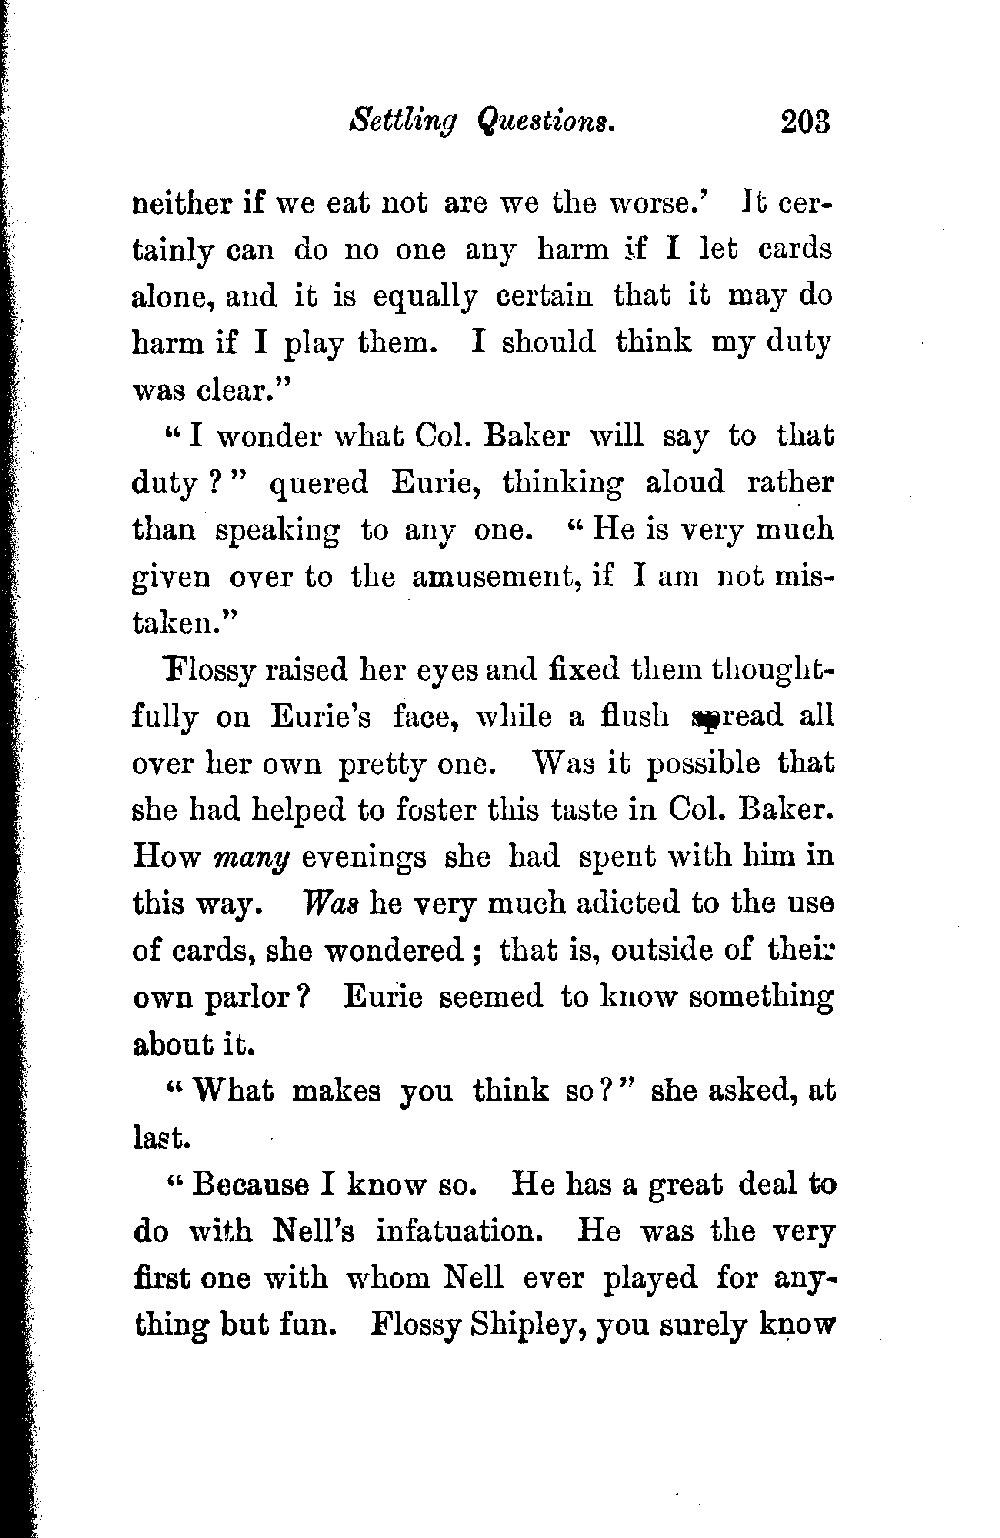 Settling Questions. 203
neither if we eat not are we the worse.’ It cer-
tainly can do no one any harm if I let cards
alone, and it is equally certain that it may do
harm if I play them. I should think my duty
was clear.”
“I wonder what Col. Baker will say to that
duty?” quered Eurie, thinking aloud rather
than speaking to any one. “He is very much
given over to the amusement, if I am not mis-
taken.”
Flossy raised her eyes and fixed them thought-
fully on Eurie’s face, while a flush spread all
over her own pretty one. Was it possible that
she had helped to foster this taste in Col. Baker.
How many evenings she had spent with him in
this way. Was he very much adicted to the use
of cards, she wondered; that is, outside of their
own parlor? Eurie seemed to know something
about it.
“What makes you think so?” she asked, at
last.
“Because I know so. He has a great deal to
do with Nell’s infatuation. He was the very
first one with whom Nell ever played for any-
thing but fun. Flossy Shipley, you surely know